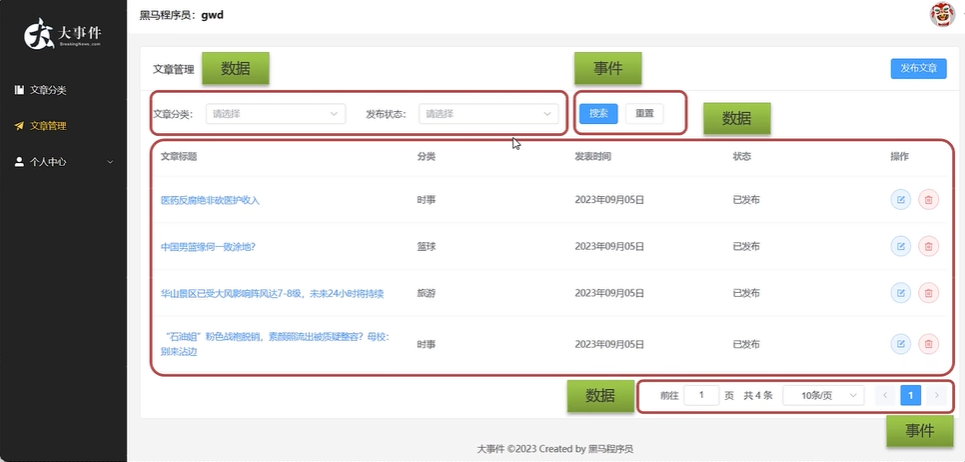 大事件
BreakingNews.com
黑马程序员：gwd
文章分类
文章管理
个人中心
文章管理
数据
事件
发布文章
文章分类：
请选择
发布状态：
请选择
搜索
重置
数据
文章标题 分类 发表时间 状态 操作
医药反腐绝非砍医护收入 时事 2023年09月05日 已发布
中国男篮缘何一败涂地? 篮球 2023年09月05日 已发布
华山景区已受大风影响阵风达7-8级，未来24小时将持续 旅游 2023年09月05日 已发布
“石油姐”粉色战袍脱销，素颜照流出被质疑整容？母校： 时事 2023年09月05日 已发布
别来沾边
数据
前往 1 页 共 4 条 10条/页 1
事件
大事件 ©2023 Created by 黑马程序员